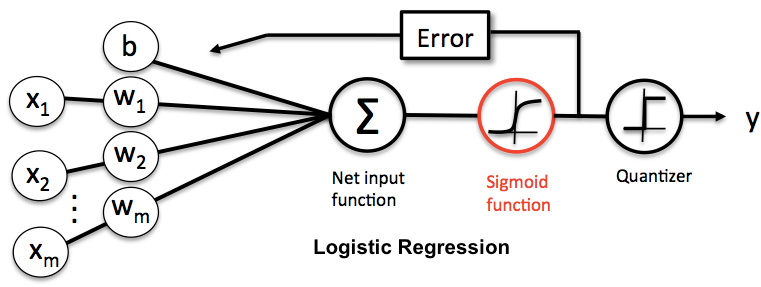 b
Error
x1
w1
Σ
y
x2
w2
Net input
function
Sigmoid
function
Quantizer
⋮
wm
xm
Logistic Regression